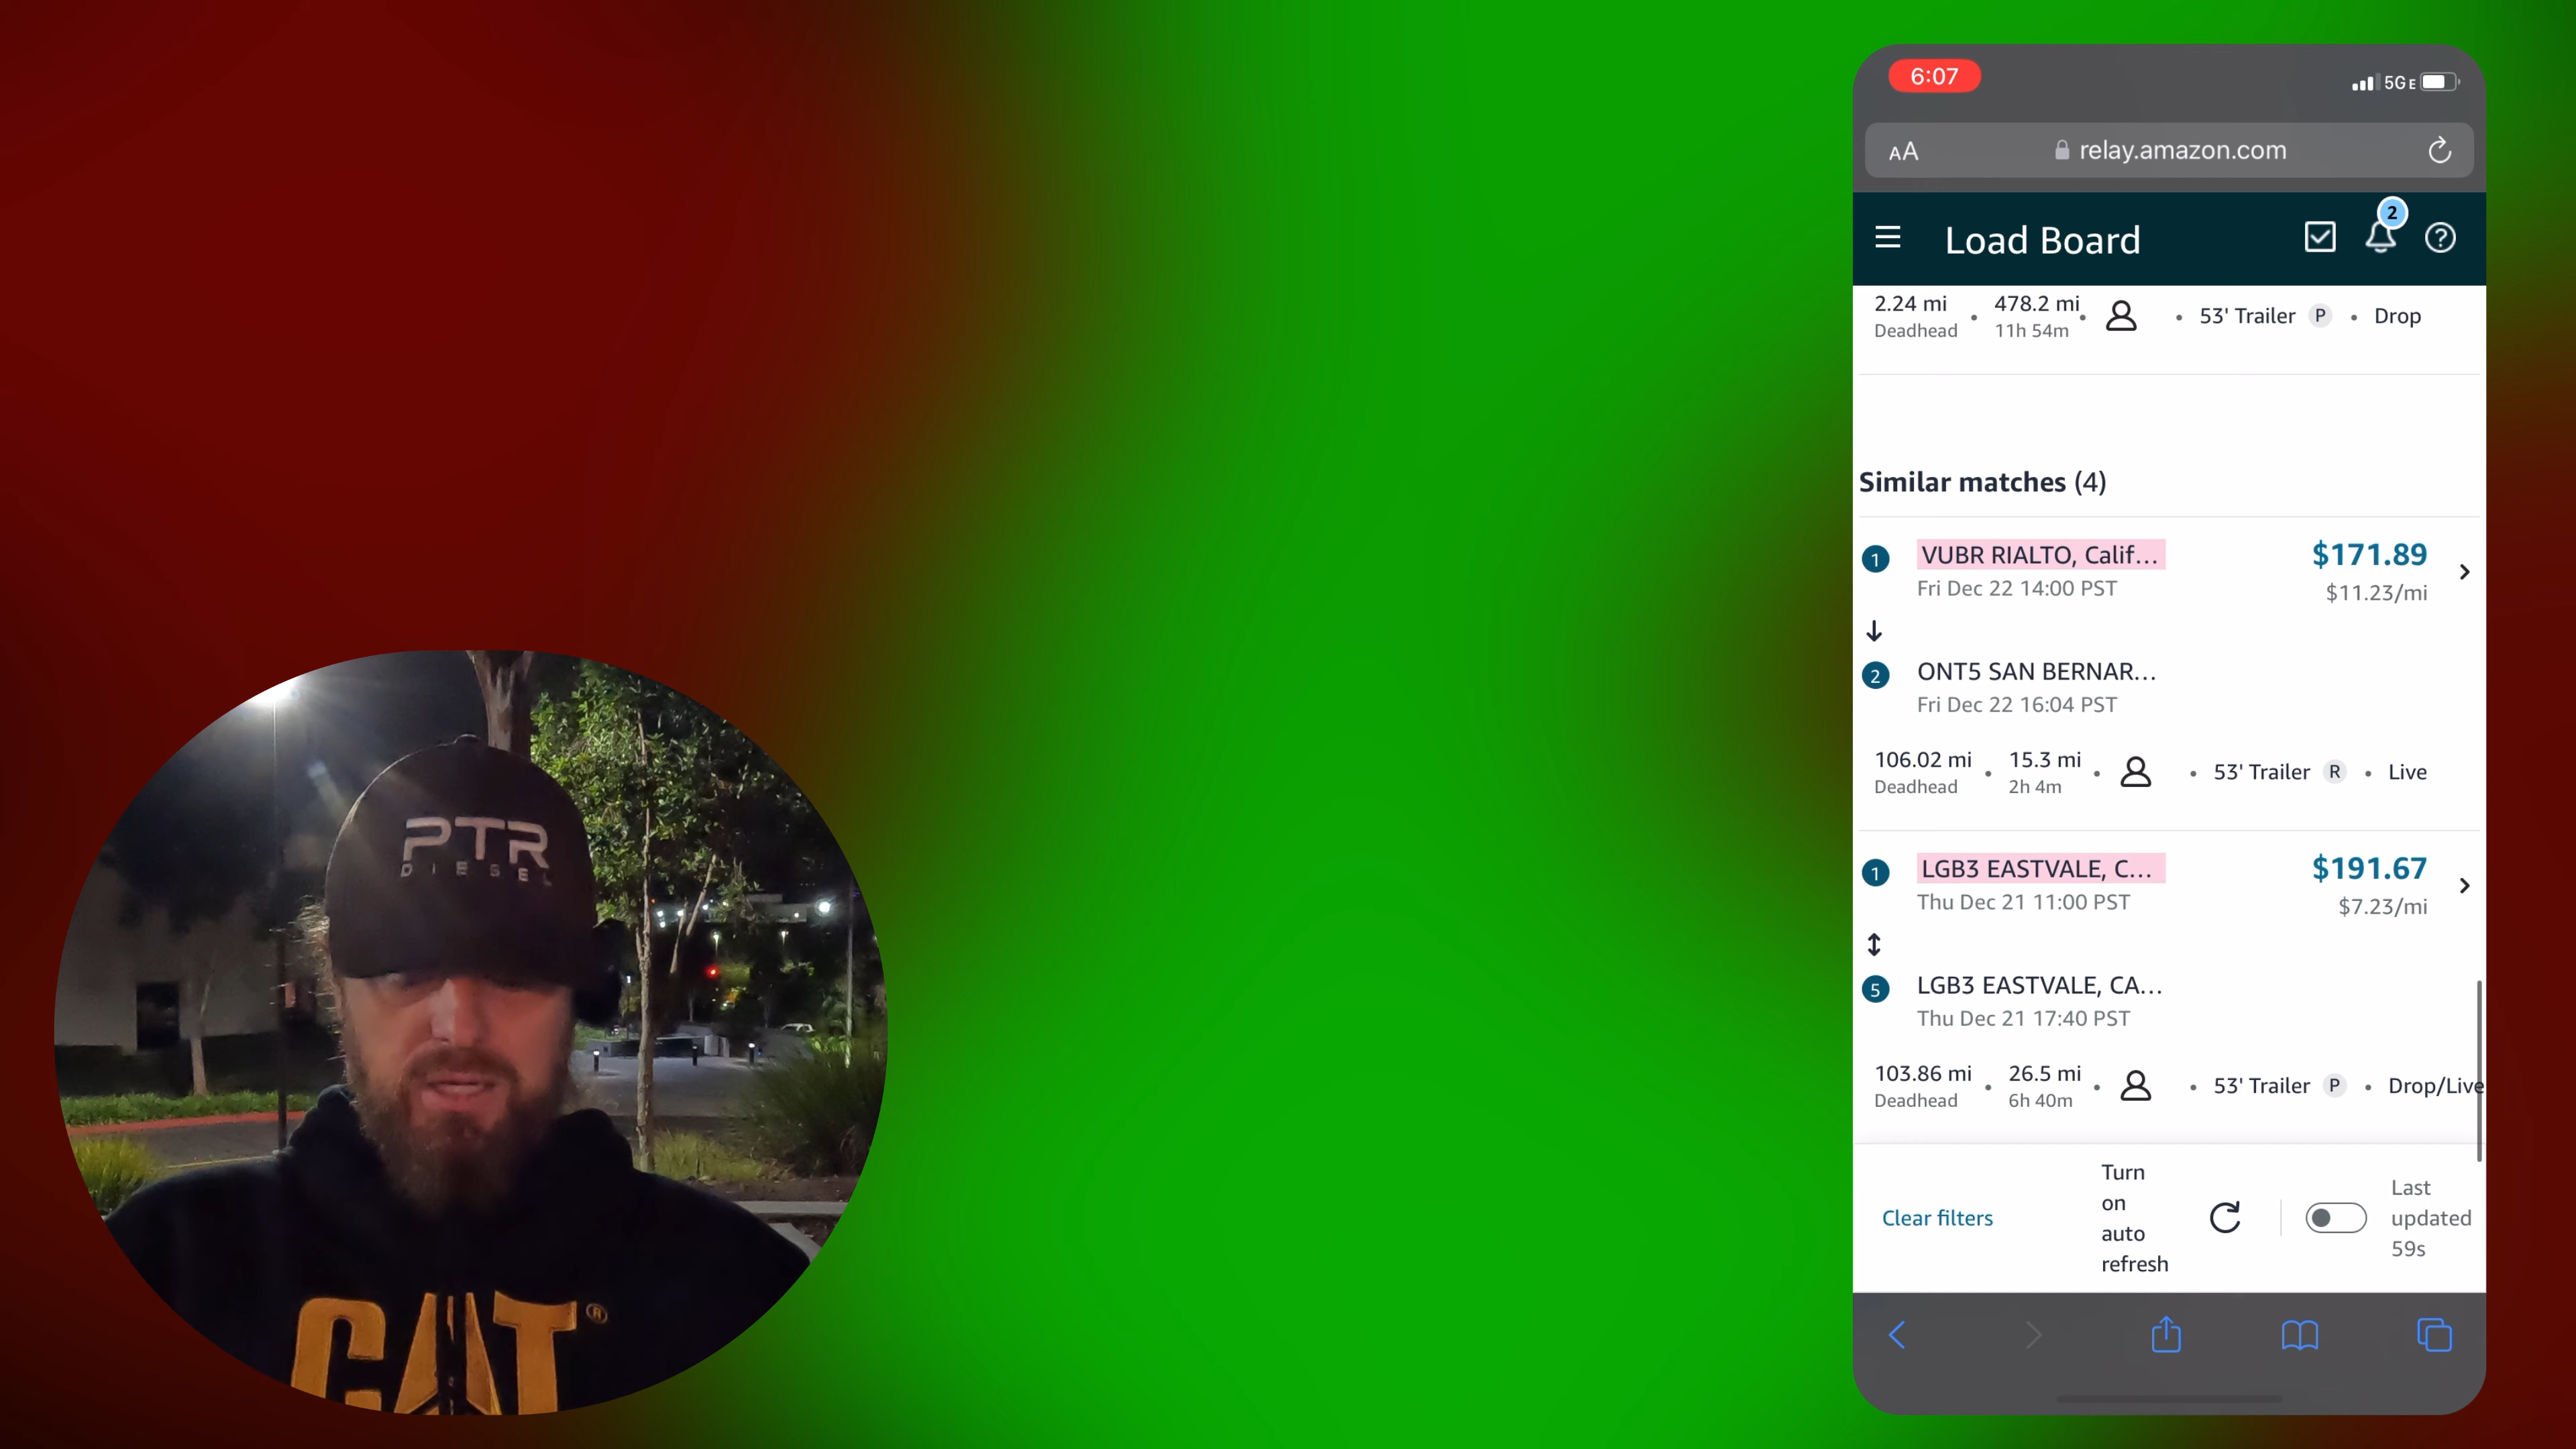 6:07
5GE
AA
relay.amazon.com
Load Board
2
2.24 mi
478.2 mi
53' Trailer P
Drop
Deadhead
11h 54m
Similar matches (4)
1
VUBR RIALTO, Calif...
$171.89
Fri Dec 22 14:00 PST
$11.23/mi
2
ONT5 SAN BERNAR...
Fri Dec 22 16:04 PST
106.02 mi
15.3 mi
53' Trailer R
Live
Deadhead
2h 4m
1
LGB3 EASTVALE, C...
$191.67
Thu Dec 21 11:00 PST
$7.23/mi
5
LGB3 EASTVALE, CA...
Thu Dec 21 17:40 PST
103.86 mi
26.5 mi
53' Trailer P
Drop/Live
Deadhead
6h 40m
Clear filters
Turn
on
auto
refresh
Last
updated
59s
PTR
DIESEL
CAT®